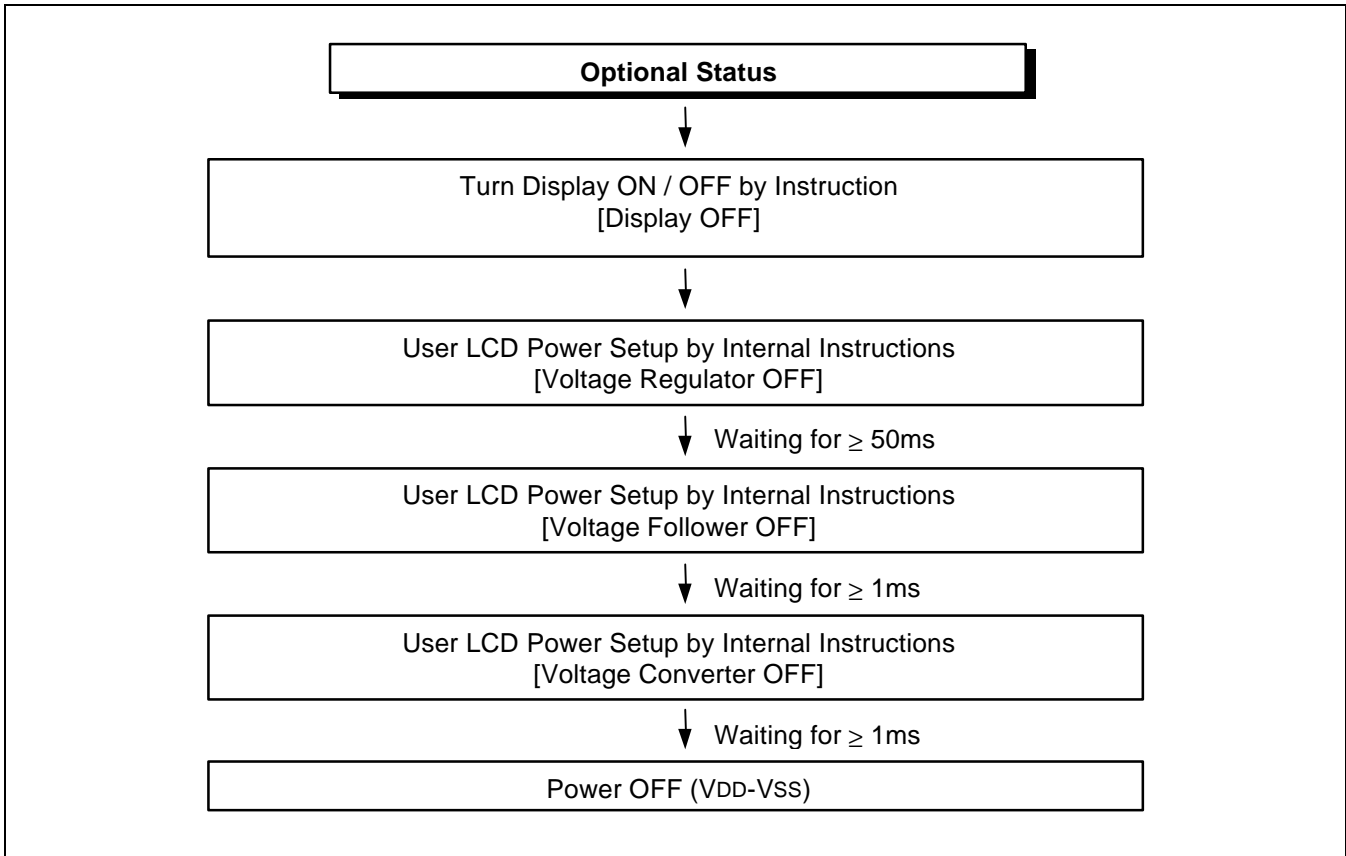 Optional Status
Turn Display ON / OFF by Instruction
[Display OFF]
User LCD Power Setup by Internal Instructions
[Voltage Regulator OFF]
Waiting for ≥ 50ms
User LCD Power Setup by Internal Instructions
[Voltage Follower OFF]
Waiting for ≥ 1ms
User LCD Power Setup by Internal Instructions
[Voltage Converter OFF]
Waiting for ≥ 1ms
Power OFF (VDD-VSS)